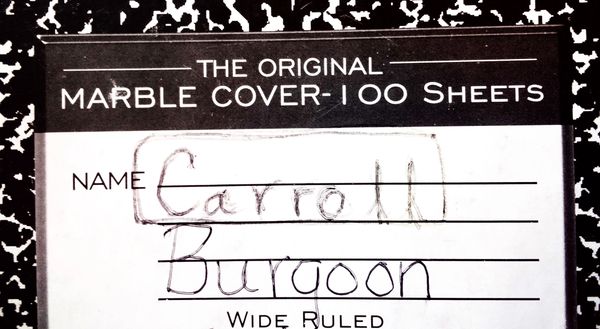 THE ORIGINAL
MARBLE COVER-100 SHEETS
NAME Carroll
Burgoon
WIDE RULED